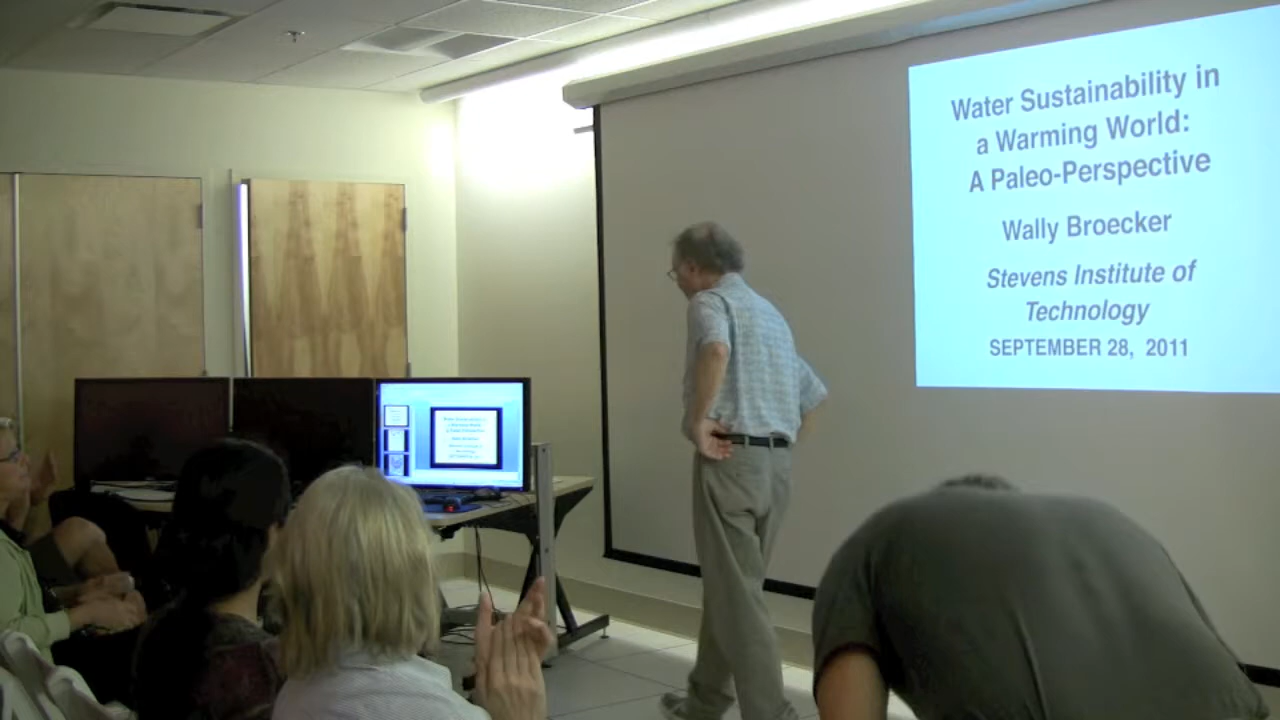 Water Sustainability in
a Warming World:
A Paleo-Perspective
Wally Broecker
Stevens Institute of
Technology
SEPTEMBER 28, 2011